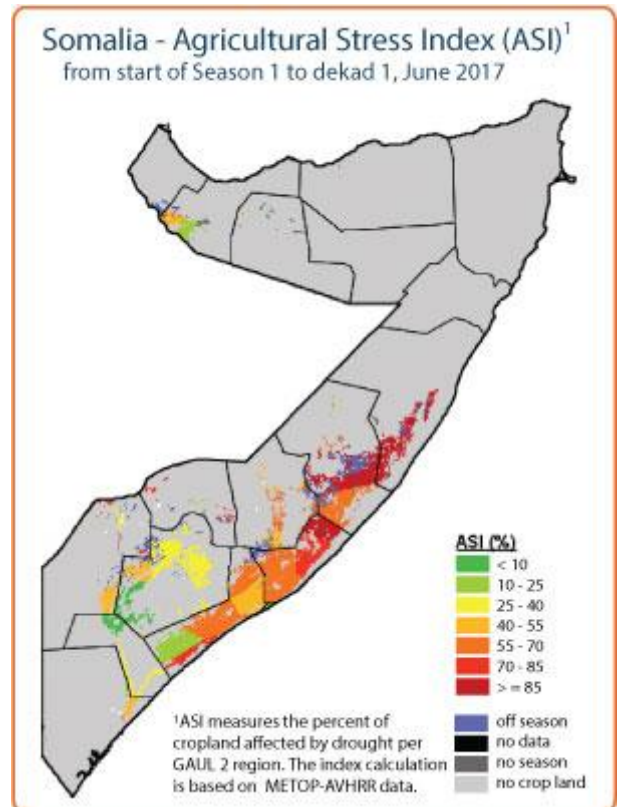 Somalia - Agricultural Stress Index (ASI)¹
from start of Season 1 to dekad 1, June 2017
ASI (%)
< 10
10 - 25
25 - 40
40 - 55
55 - 70
70 - 85
> = 85
off season
no data
no season
no crop land
¹ASI measures the percent of
cropland affected by drought per
GAUL 2 region. The index calculation
is based on METOP-AVHRR data.